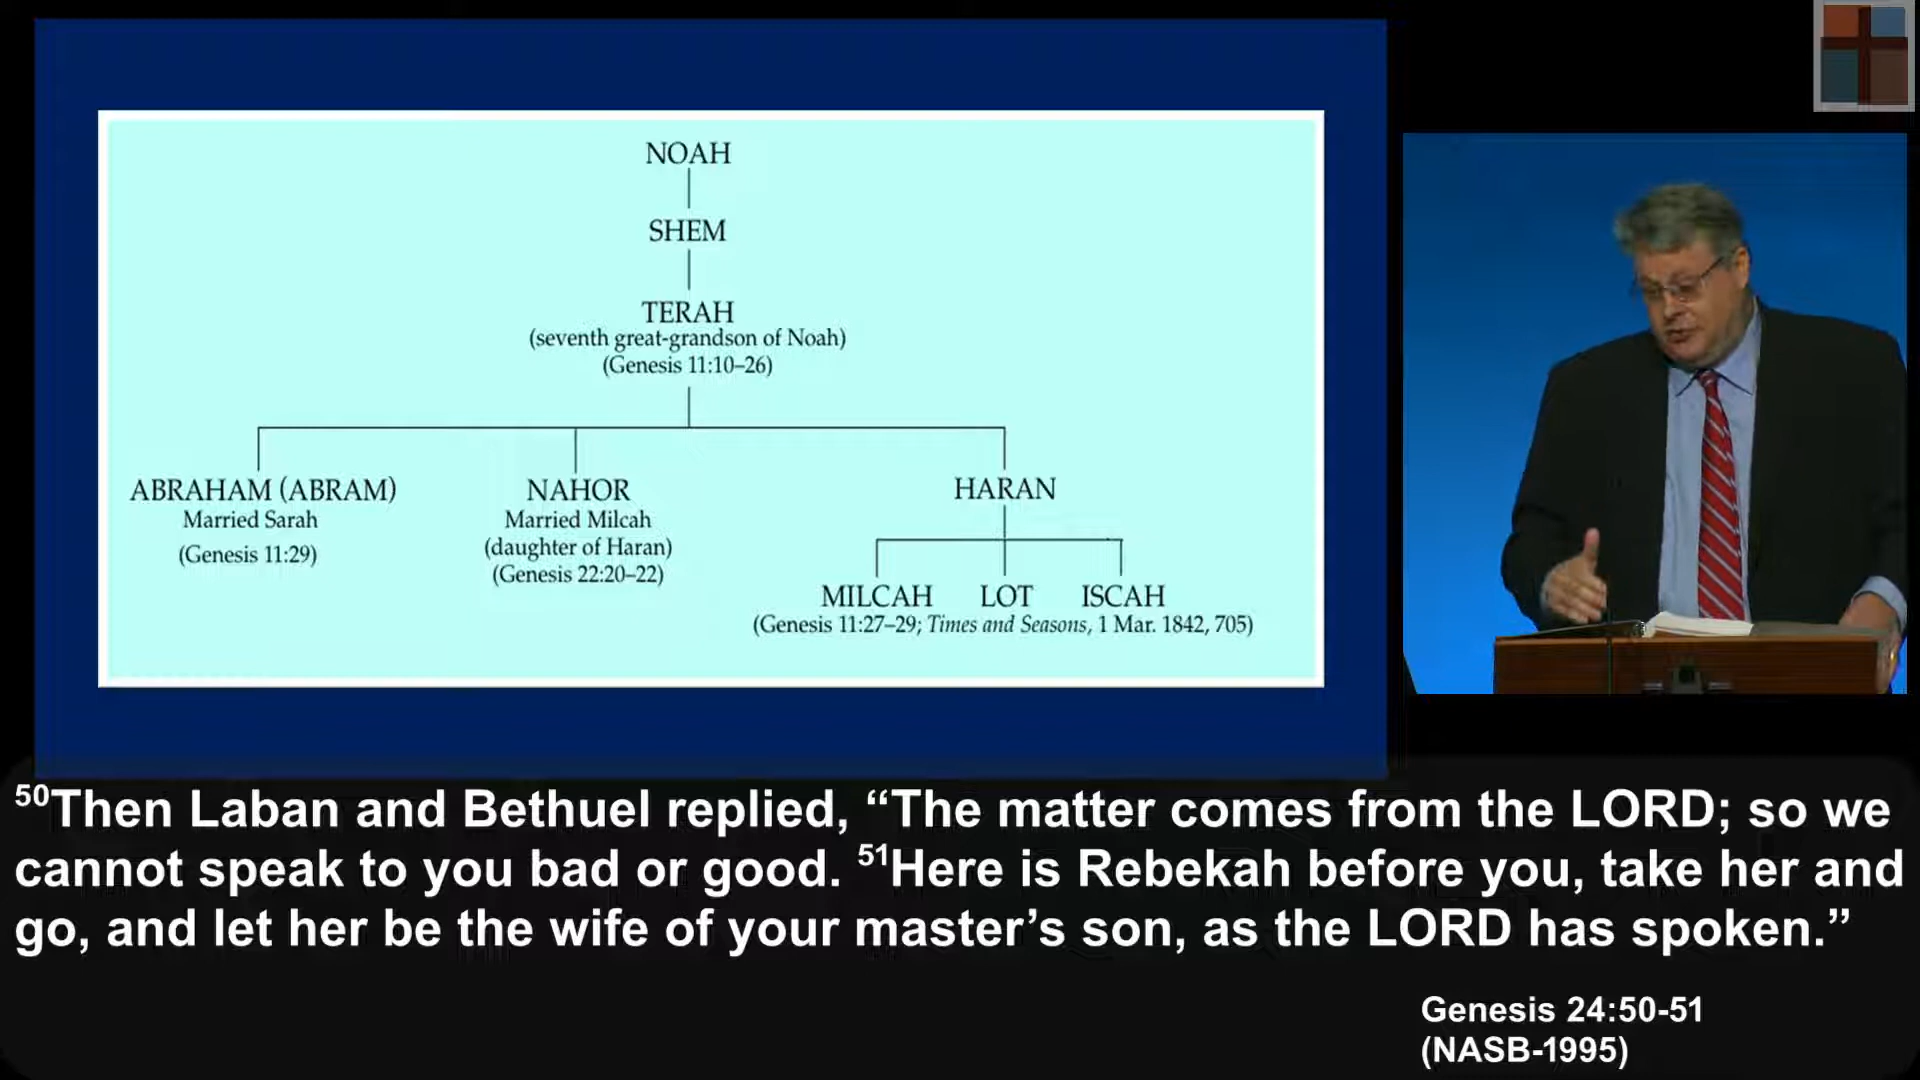 NOAH
SHEM
TERAH
(seventh great-grandson of Noah)
(Genesis 11:10–26)
ABRAHAM (ABRAM)
Married Sarah
(Genesis 11:29)
NAHOR
Married Milcah
(daughter of Haran)
(Genesis 22:20–22)
HARAN
MILCAH LOT ISCAH
(Genesis 11:27–29; Times and Seasons, 1 Mar. 1842, 705)
50Then Laban and Bethuel replied, “The matter comes from the LORD; so we
cannot speak to you bad or good. 51Here is Rebekah before you, take her and
go, and let her be the wife of your master’s son, as the LORD has spoken.”
Genesis 24:50-51
(NASB-1995)